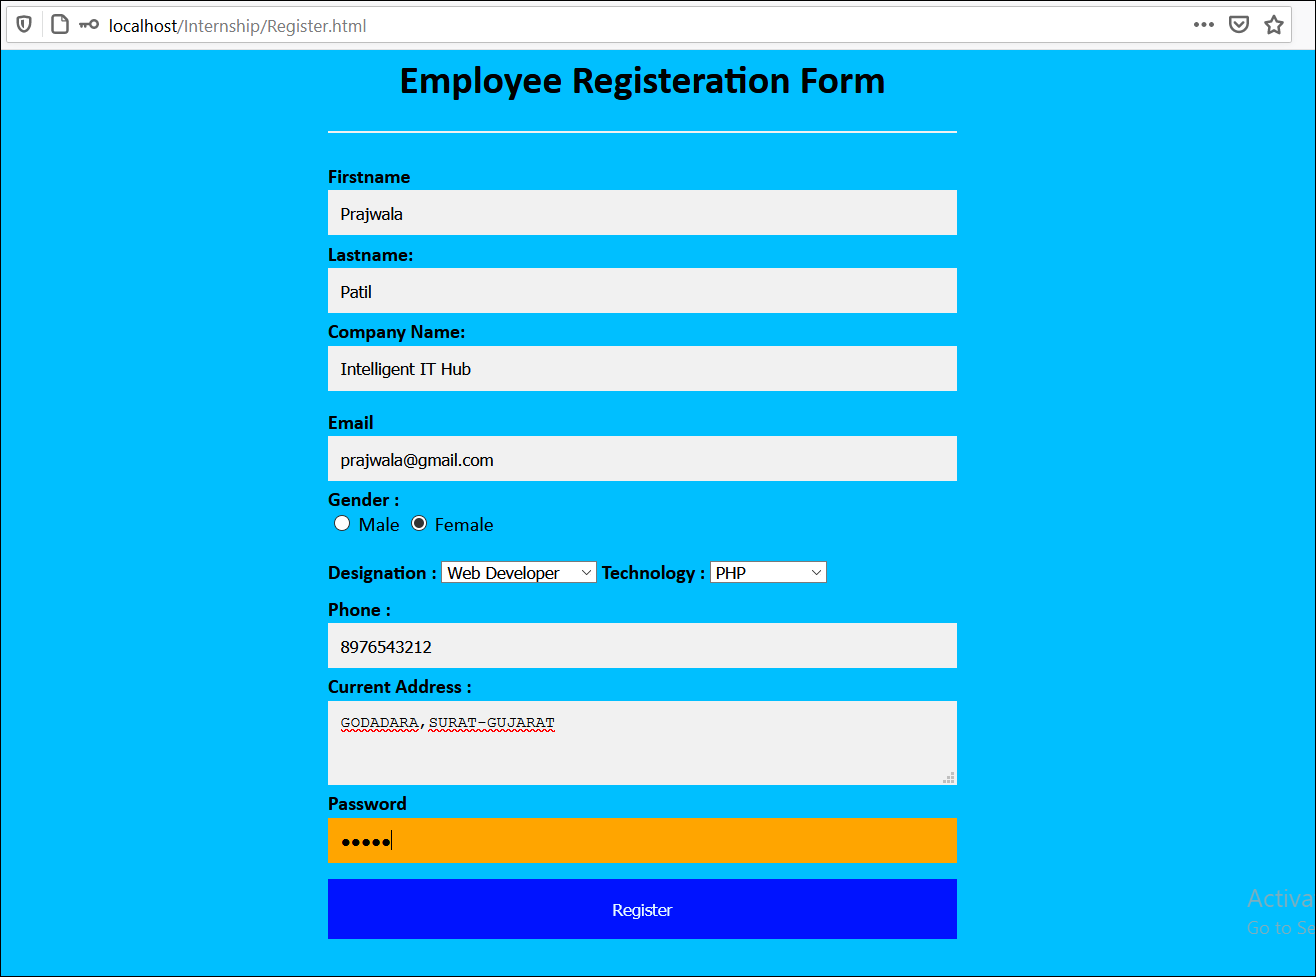 localhost/Internship/Register.html
Employee Registeration Form
Firstname
Prajwala
Lastname:
Patil
Company Name:
Intelligent IT Hub
Email
prajwala@gmail.com
Gender :
Male Female
Designation : Web Developer Technology : PHP
Phone :
8976543212
Current Address :
GODADARA,SURAT-GUJARAT
Password
●●●●●
Register
Activa
Go to Se